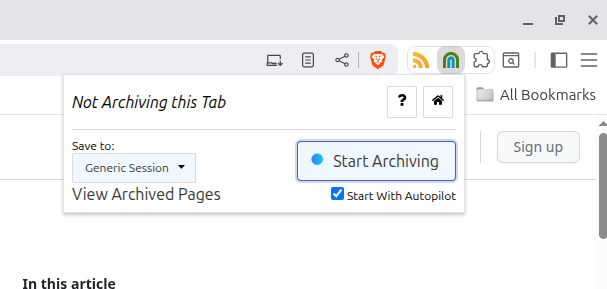 All Bookmarks
Not Archiving this Tab
?
Save to:
Generic Session
Start Archiving
View Archived Pages
Start With Autopilot
Sign up
In this article